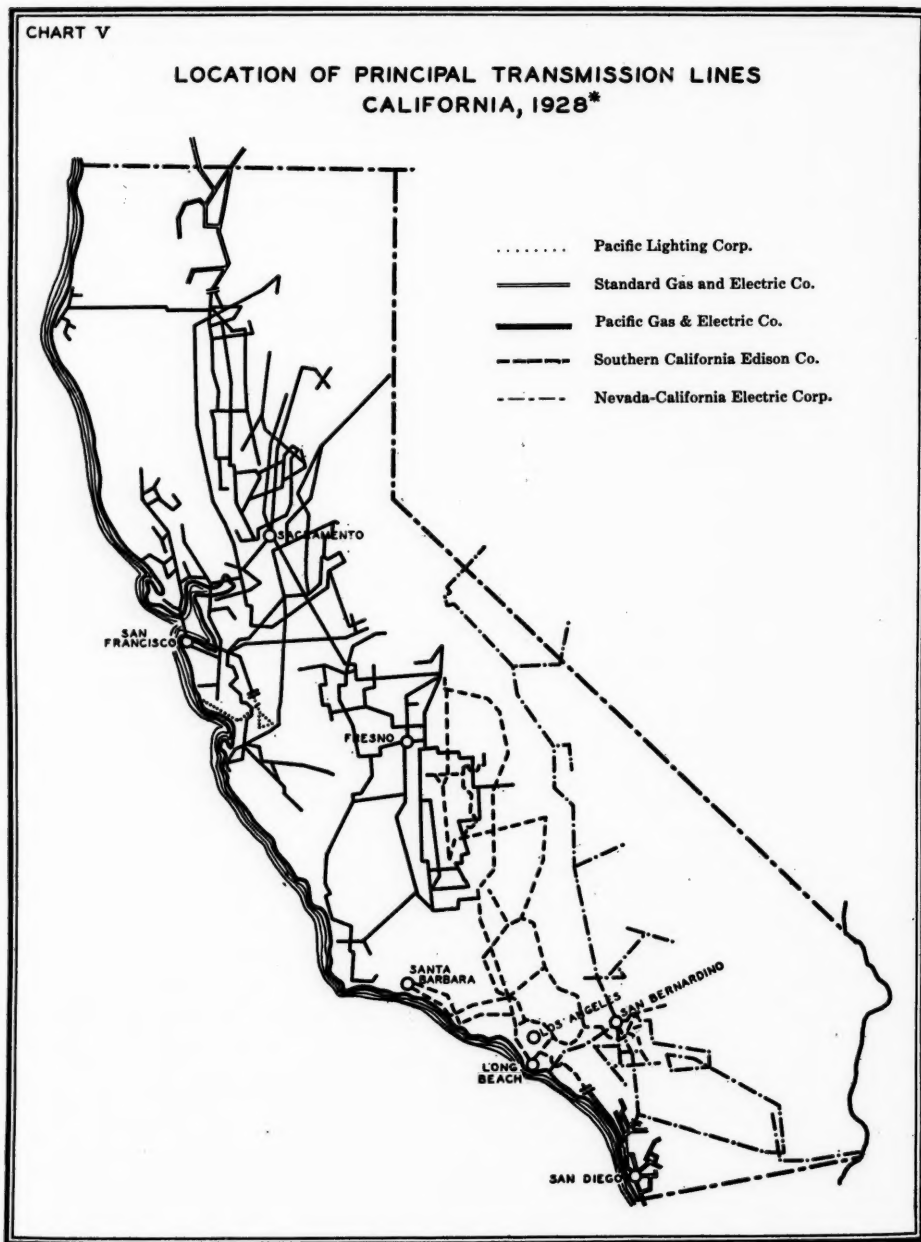 CHART V
LOCATION OF PRINCIPAL TRANSMISSION LINES
CALIFORNIA, 1928*
Pacific Lighting Corp.
Standard Gas and Electric Co.
Pacific Gas & Electric Co.
Southern California Edison Co.
Nevada-California Electric Corp.
SACRAMENTO
SAN
FRANCISCO
FRESNO
SANTA
BARBARA
LOS ANGELES
SAN BERNARDINO
LONG
BEACH
SAN DIEGO